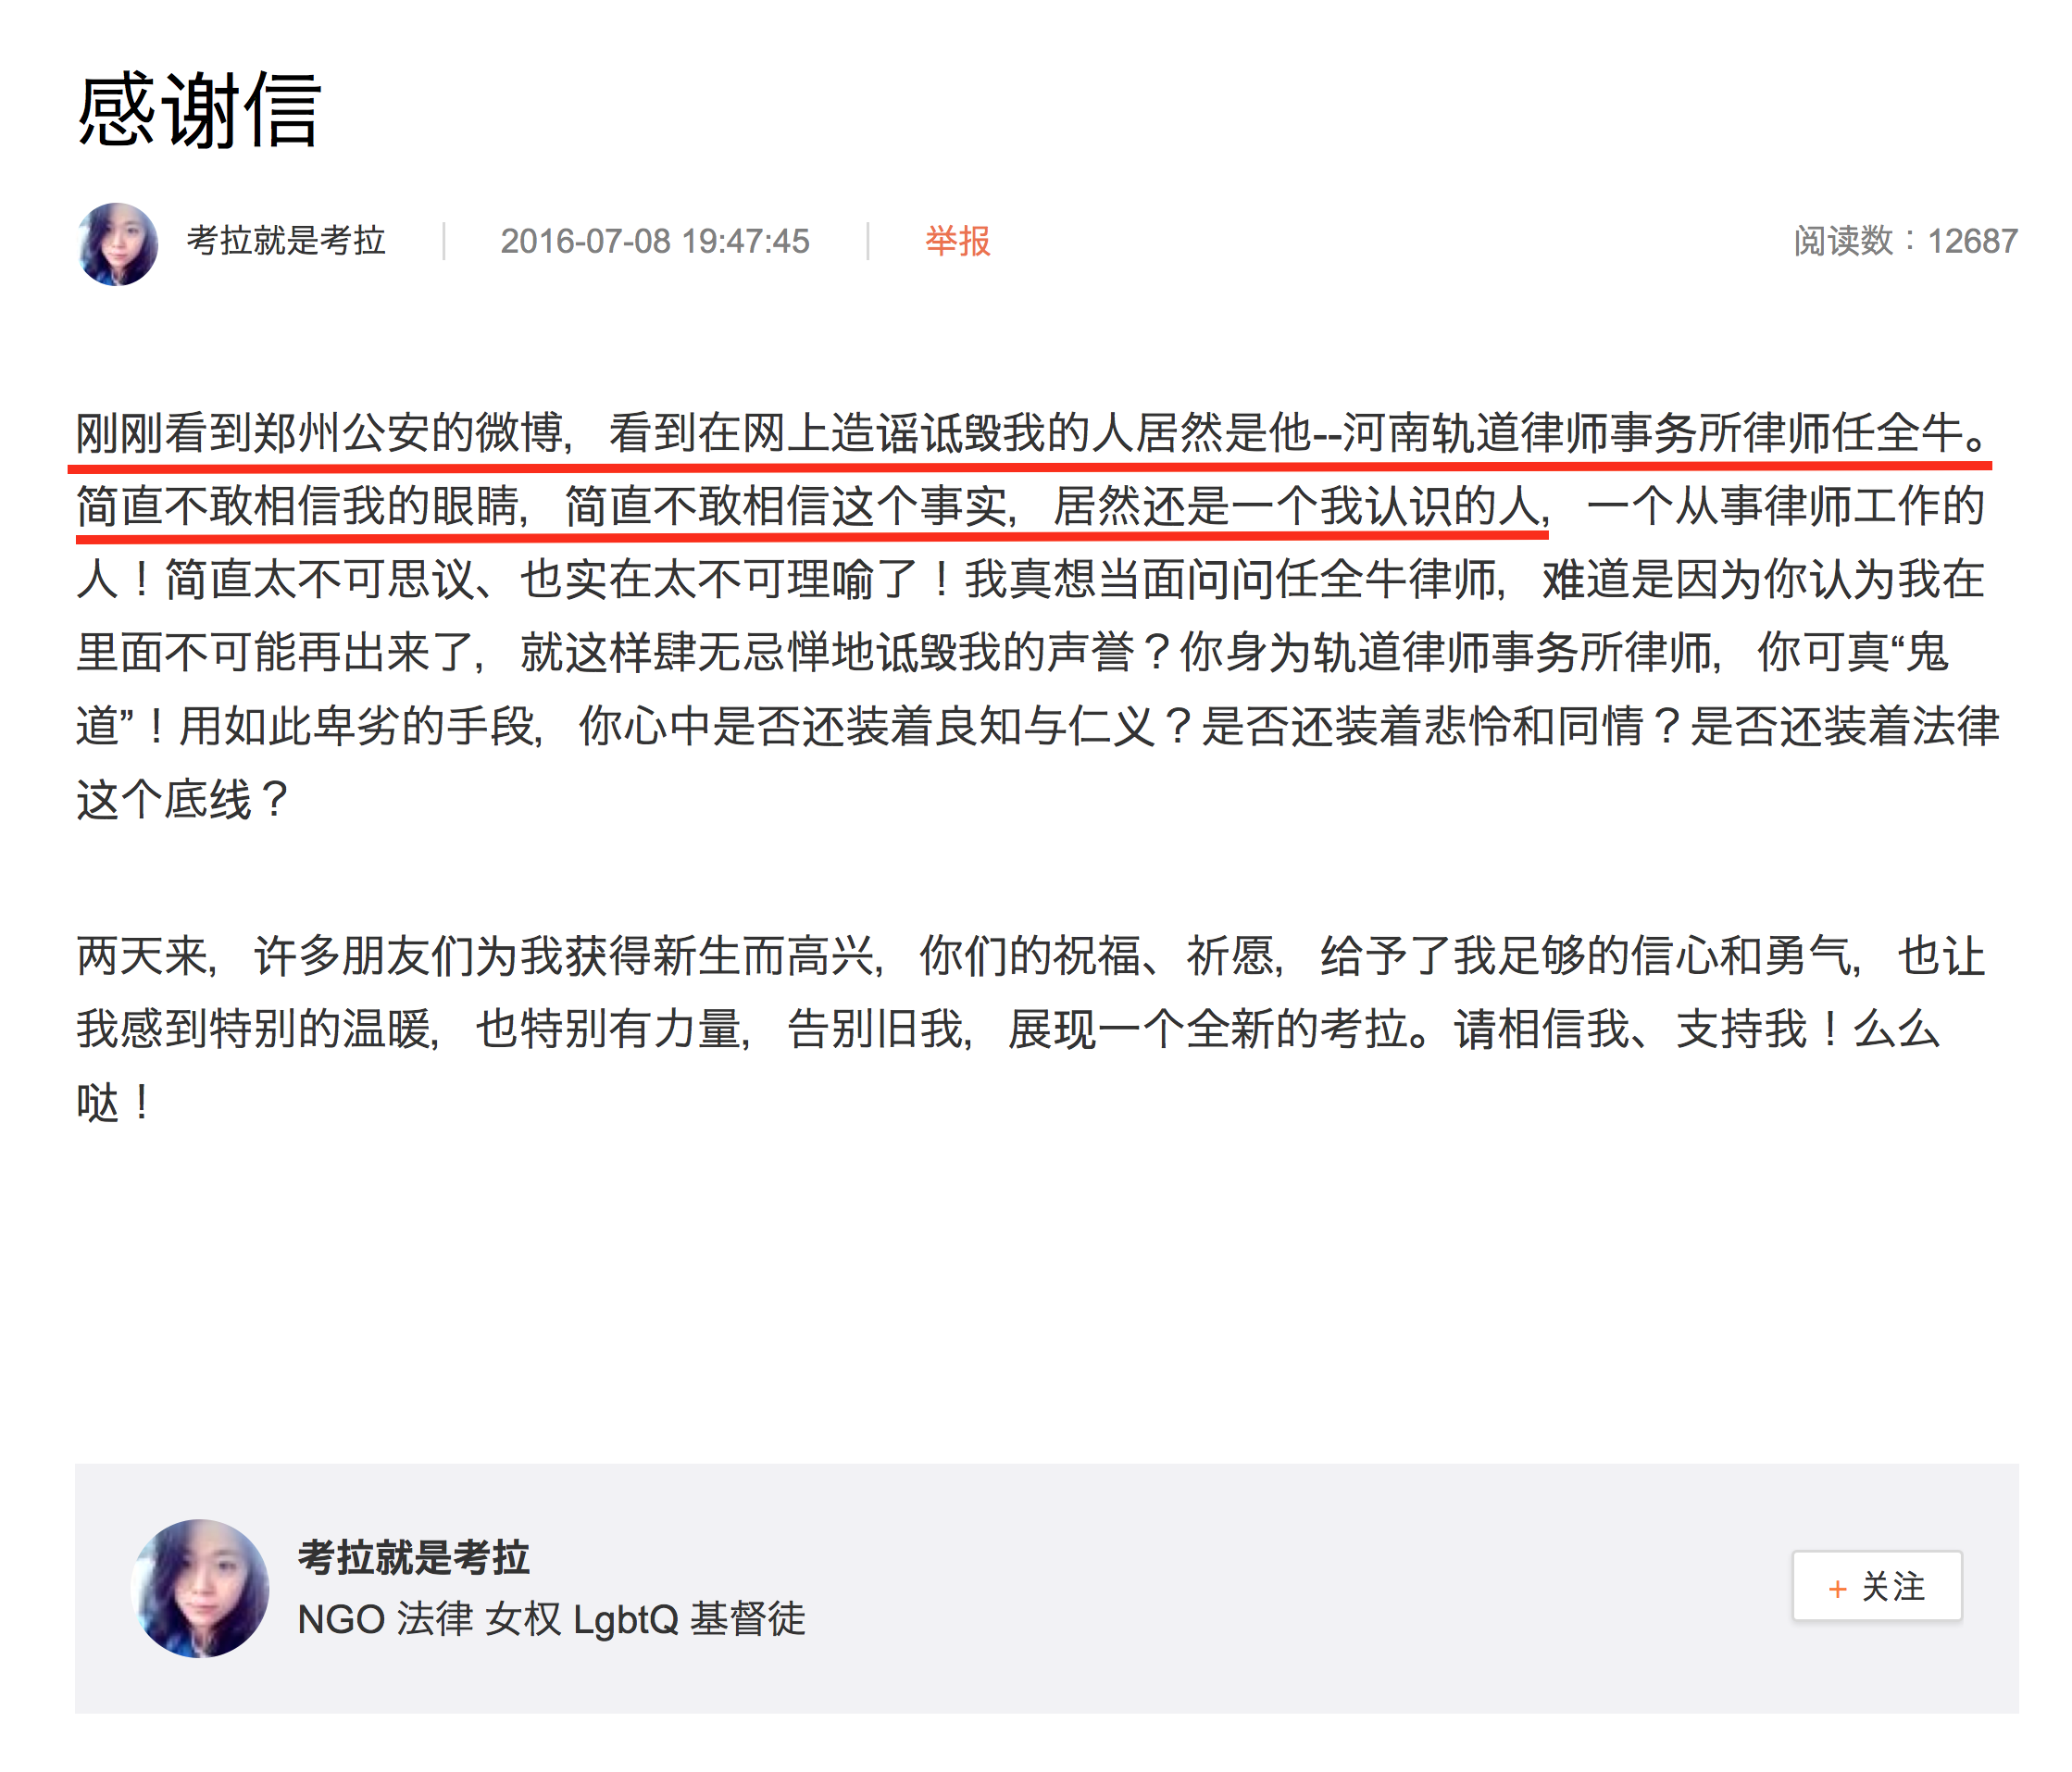 感谢信
考拉就是考拉 | 2016-07-08 19:47:45 | 举报 阅读数：12687
刚刚看到郑州公安的微博，看到在网上造谣诋毁我的人居然是他--河南轨道律师事务所律师任全牛。
简直不敢相信我的眼睛，简直不敢相信这个事实，居然还是一个我认识的人，一个从事律师工作的
人！简直太不可思议、也实在太不可理喻了！我真想当面问问任全牛律师，难道是因为你认为我在
里面不可能再出来了，就这样肆无忌惮地诋毁我的声誉？你身为轨道律师事务所律师，你可真“鬼
道”！用如此卑劣的手段，你心中是否还装着良知与仁义？是否还装着悲怜和同情？是否还装着法律
这个底线？
两天来，许多朋友们为我获得新生而高兴，你们的祝福、祈愿，给予了我足够的信心和勇气，也让
我感到特别的温暖，也特别有力量，告别旧我，展现一个全新的考拉。请相信我、支持我！么么
哒！
考拉就是考拉
NGO 法律 女权 LgbtQ 基督徒
+ 关注